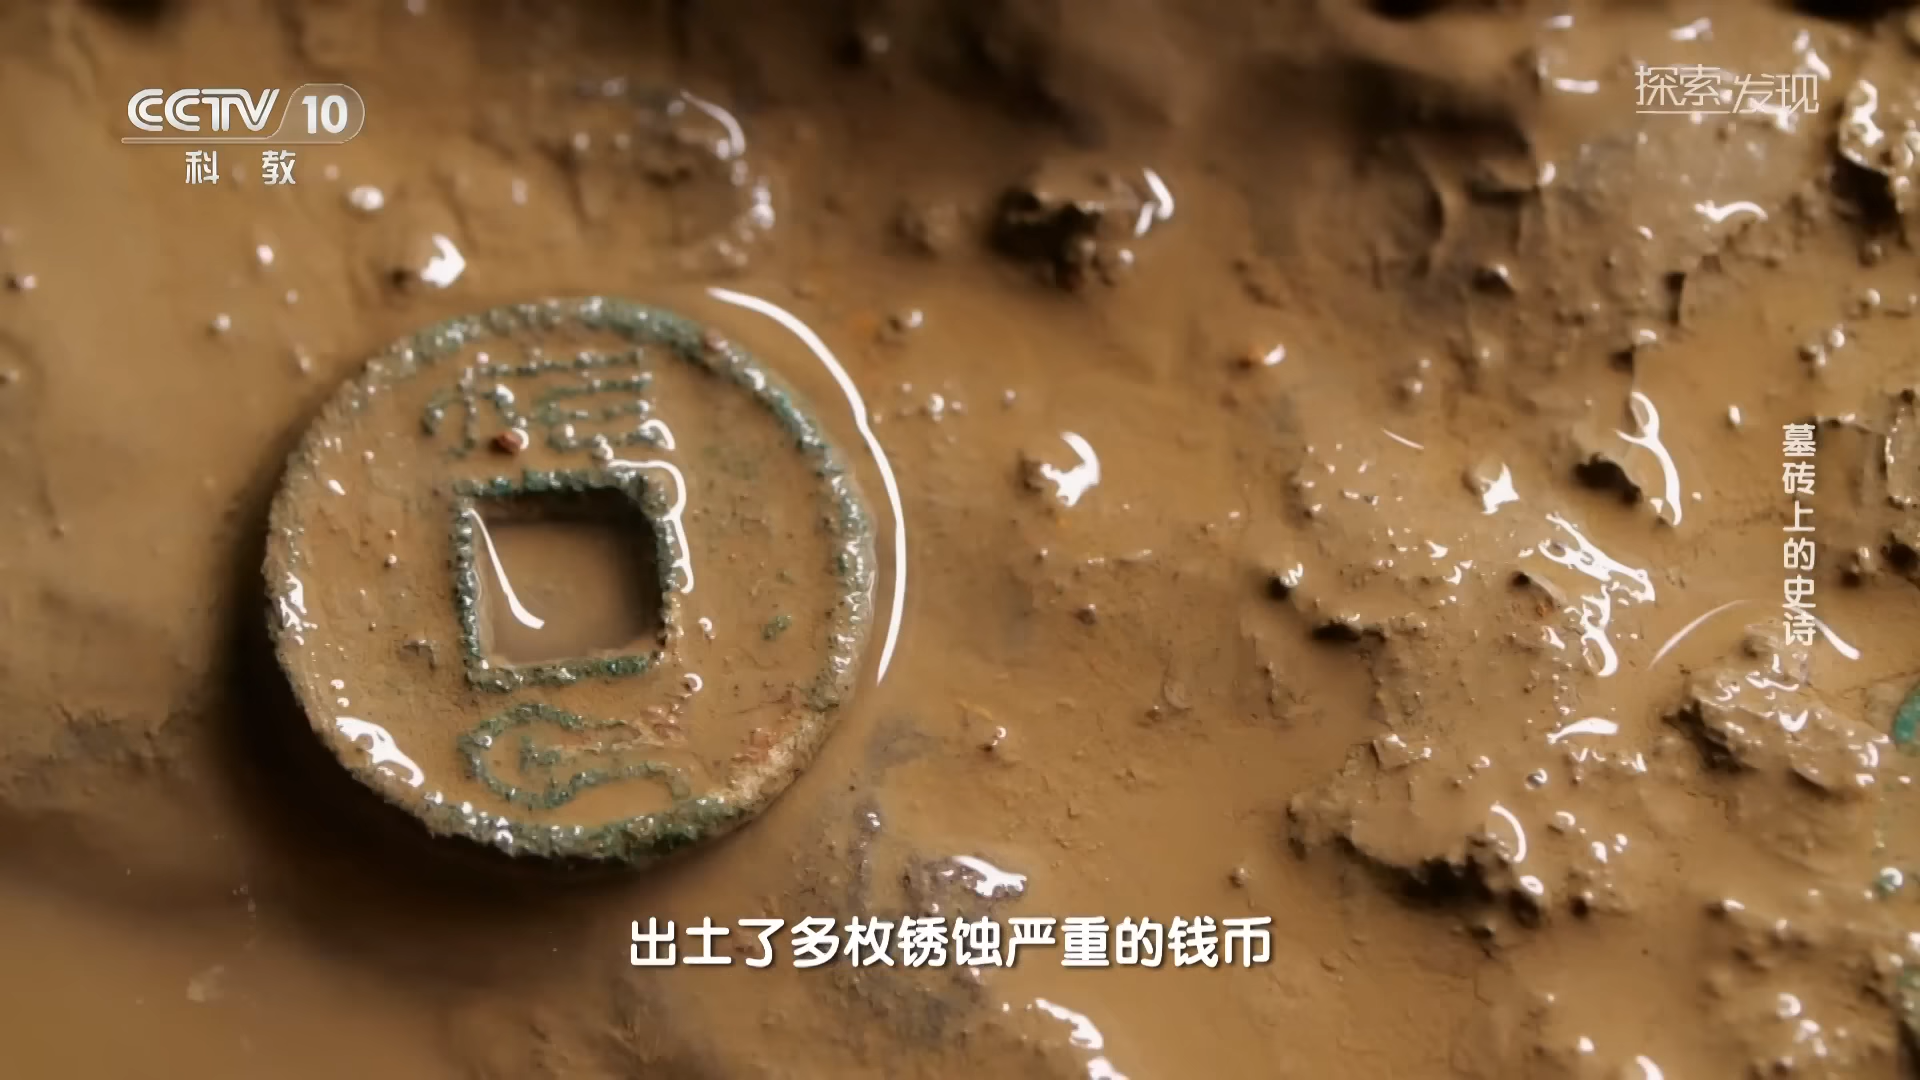 CCTV 10
科 教
探索·发现
墓砖上的史诗
出土了多枚锈蚀严重的钱币